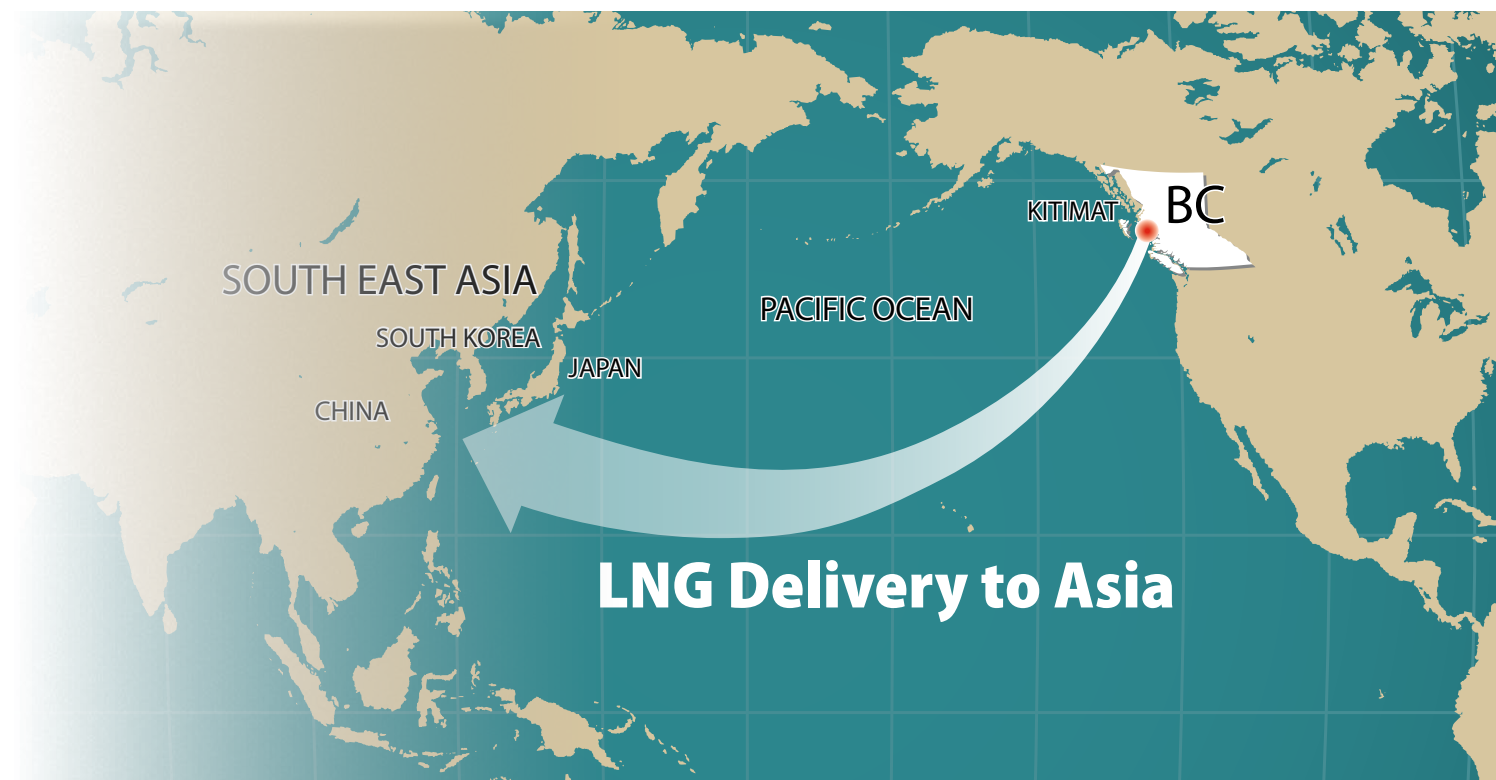 KITIMAT
BC
SOUTH EAST ASIA
PACIFIC OCEAN
SOUTH KOREA
JAPAN
CHINA
LNG Delivery to Asia